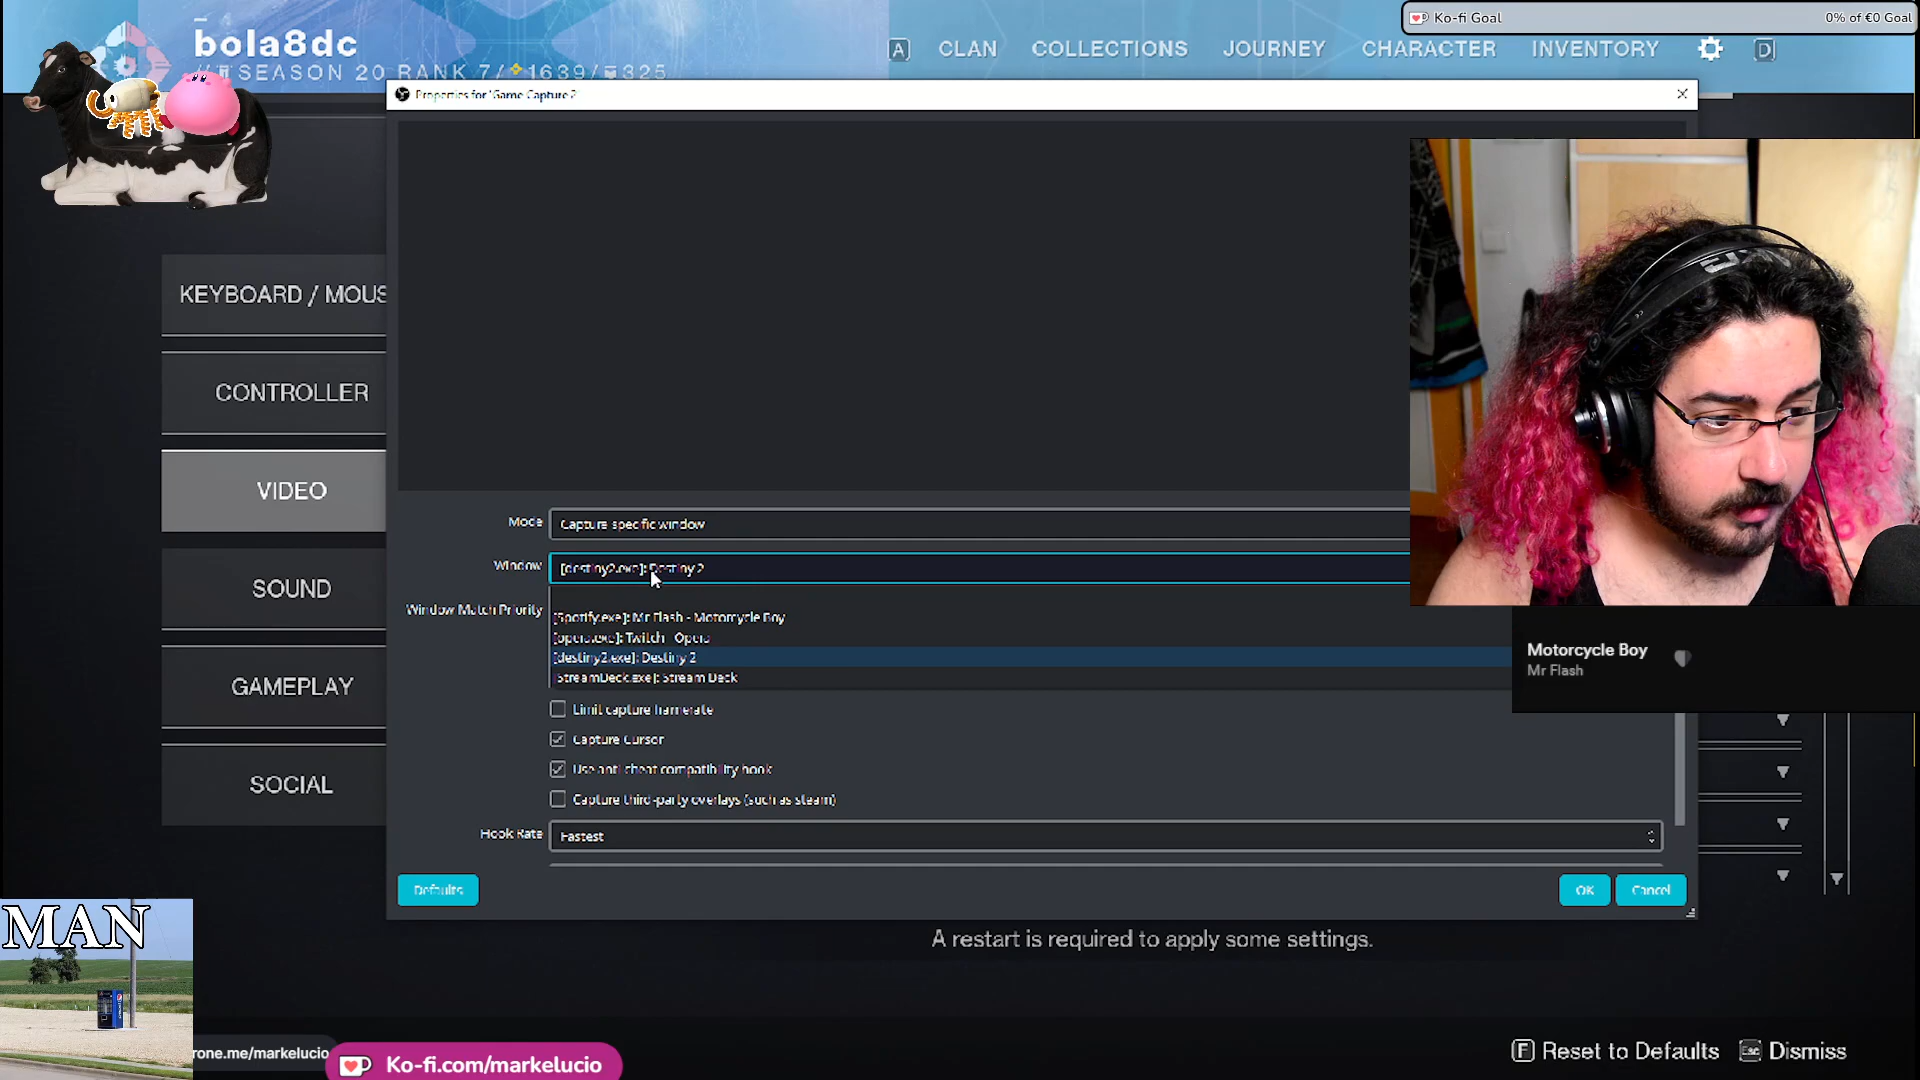 bola8dc
SEASON 20 RANK 7/ 1639/ 325
A
CLAN
COLLECTIONS
JOURNEY
CHARACTER
INVENTORY
D
Ko-fi Goal
0% of €0 Goal
Properties for 'Game Capture 2'
KEYBOARD / MOUS
CONTROLLER
VIDEO
SOUND
GAMEPLAY
SOCIAL
Mode
Capture specific window
Window
[destiny2.exe]: Destiny 2
Window Match Priority
[Spotify.exe]: Mr Flash - Motorcycle Boy
[opera.exe]: Twitch - Opera
[destiny2.exe]: Destiny 2
[StreamDeck.exe]: Stream Deck
Limit capture framerate
Capture Cursor
Use anti-cheat compatibility hook
Capture third-party overlays (such as steam)
Hook Rate
Fastest
Defaults
OK
Cancel
Motorcycle Boy
Mr Flash
A restart is required to apply some settings.
MAN
rone.me/markelucio
Ko-fi.com/markelucio
F Reset to Defaults
Esc Dismiss